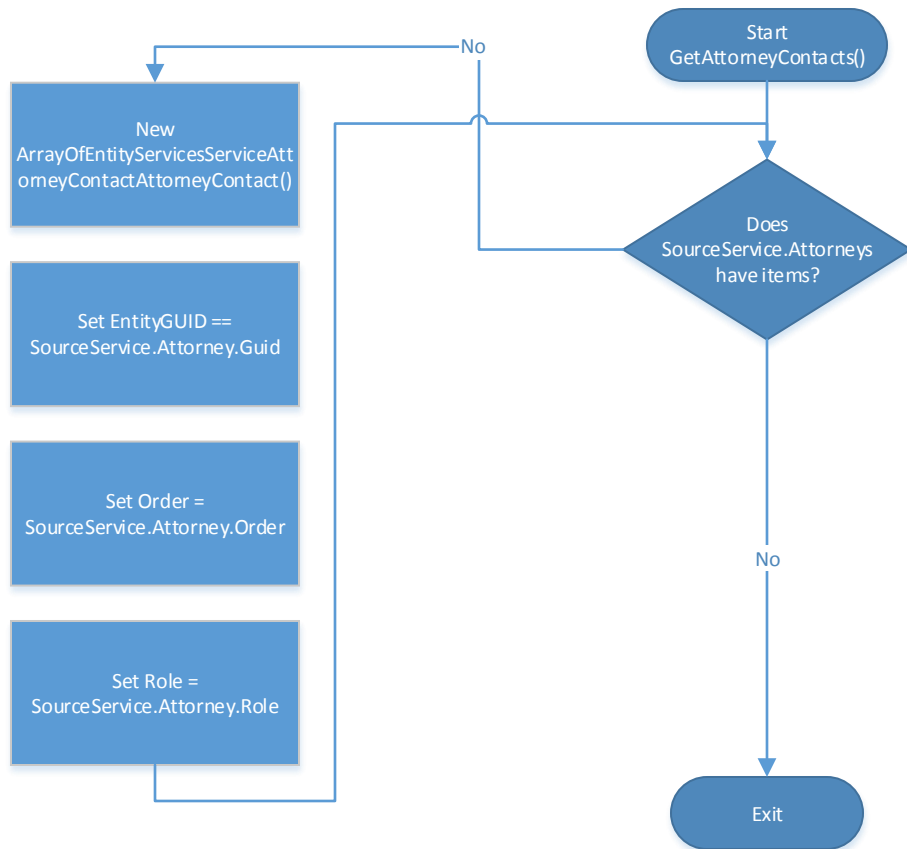 No
Start
GetAttorneyContacts()
New
ArrayOfEntityServicesServiceAtt
orneyContactAttorneyContact()
Does
SourceService.Attorneys
have items?
Set EntityGUID ==
SourceService.Attorney.Guid
Set Order =
SourceService.Attorney.Order
No
Set Role =
SourceService.Attorney.Role
Exit